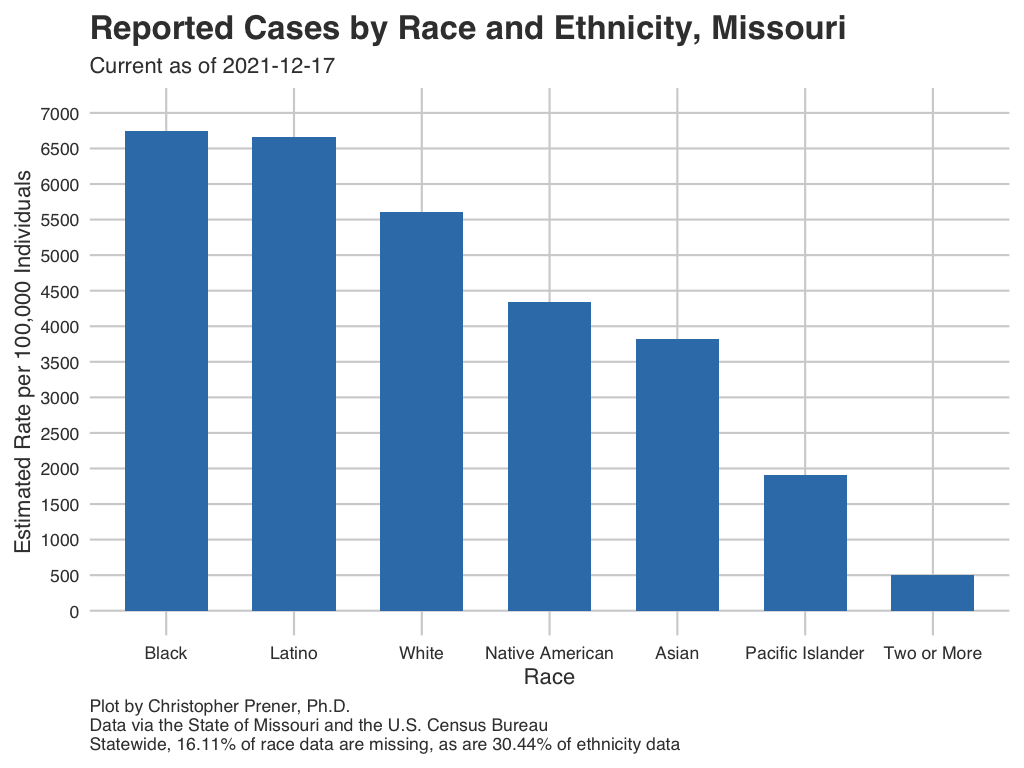 Reported Cases by Race and Ethnicity, Missouri
Current as of 2021-12-17
Estimated Rate per 100,000 Individuals
7000
6500
6000
5500
5000
4500
4000
3500
3000
2500
2000
1500
1000
500
0
Black Latino White Native American Asian Pacific Islander Two or More
Race
Plot by Christopher Prener, Ph.D.
Data via the State of Missouri and the U.S. Census Bureau
Statewide, 16.11% of race data are missing, as are 30.44% of ethnicity data